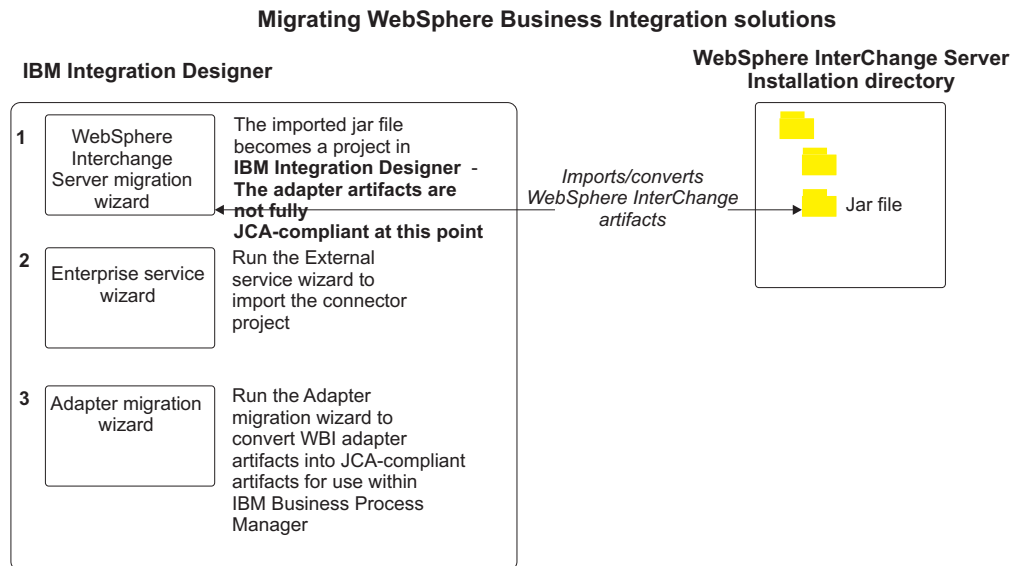 Migrating WebSphere Business Integration solutions
IBM Integration Designer
WebSphere InterChange Server
Installation directory
1
WebSphere
Interchange
Server migration
wizard
The imported jar file
becomes a project in
IBM Integration Designer -
The adapter artifacts are
not fully
JCA-compliant at this point
Imports/converts
WebSphere InterChange
artifacts
Jar file
2
Enterprise service
wizard
Run the External
service wizard to
import the connector
project
3
Adapter migration
wizard
Run the Adapter
migration wizard to
convert WBI adapter
artifacts into JCA-compliant
artifacts for use within
IBM Business Process
Manager